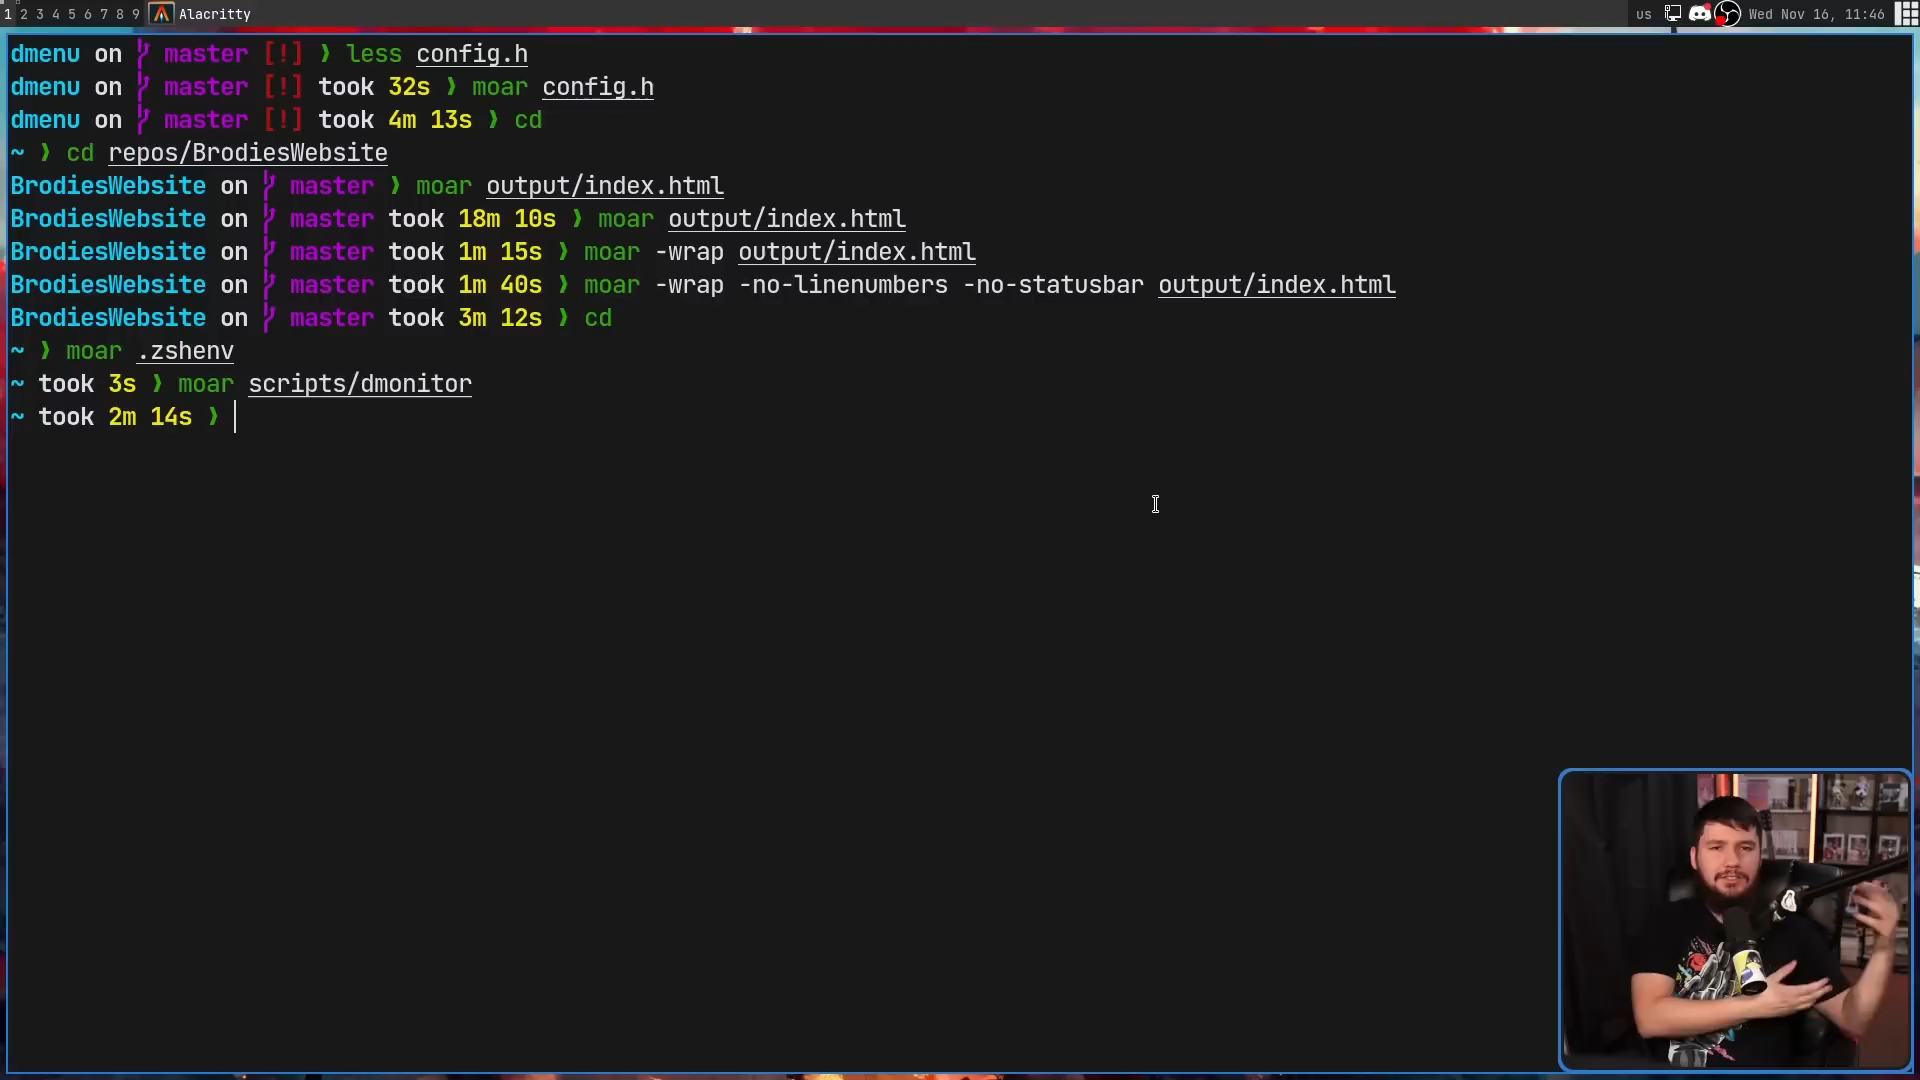 1 2 3 4 5 6 7 8 9 Alacritty us Wed Nov 16, 11:46
dmenu on master [!] ❯ less config.h
dmenu on master [!] took 32s ❯ moar config.h
dmenu on master [!] took 4m 13s ❯ cd
~ ❯ cd repos/BrodiesWebsite
BrodiesWebsite on master ❯ moar output/index.html
BrodiesWebsite on master took 18m 10s ❯ moar output/index.html
BrodiesWebsite on master took 1m 15s ❯ moar -wrap output/index.html
BrodiesWebsite on master took 1m 40s ❯ moar -wrap -no-linenumbers -no-statusbar output/index.html
BrodiesWebsite on master took 3m 12s ❯ cd
~ ❯ moar .zshenv
~ took 3s ❯ moar scripts/dmonitor
~ took 2m 14s ❯